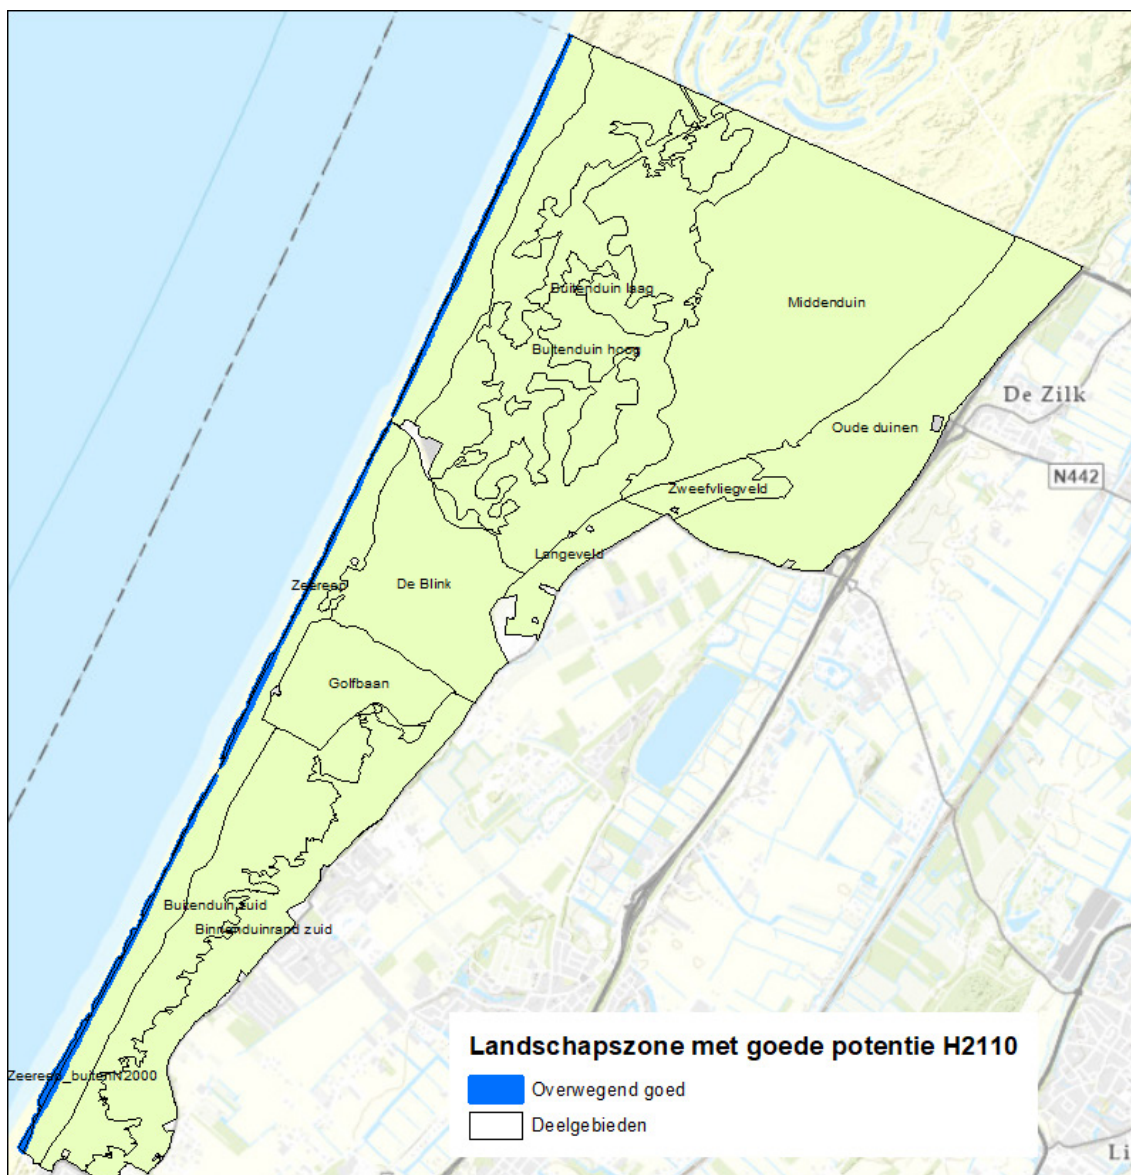 Buitenduin laag
Middenduin
Buitenduin hoog
De Zilk
Oude duinen
N442
Zweefvliegveld
Langeveld
Zeereep
De Blink
Golfbaan
Buitenduin zuid
Binnenduinrand zuid
Zeereep_buitenN2000
Landschapszone met goede potentie H2110
Overwegend goed
Deelgebieden
Li